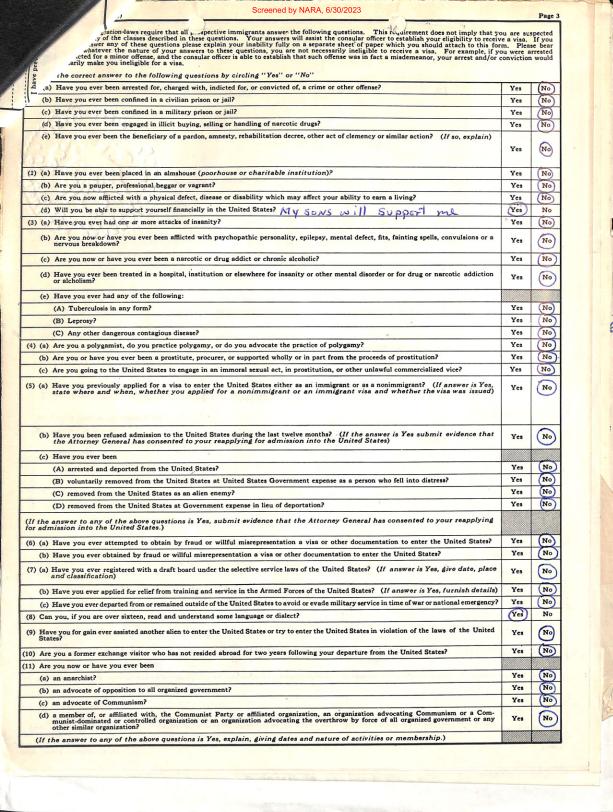 Screened by NARA, 6/30/2023
Page 3
laws require that all
immigrants answer the following questions. This requirement does not imply that you are suspected
of the classes described in these questions. Your answers will assist the consular officer to establish your eligibility to receive a visa. If you
any of these questions please explain your inability fully on a separate sheet of paper which you should attach to this form. Please bear
whatever the nature of your answers to these questions, you are not necessarily ineligible to receive a visa. For example, if you were arrested
for a minor offense, and the consular officer is able to establish that such offense was in fact a misdemeanor, your arrest and/or conviction would
make you ineligible for a visa.
I have
the correct answer to the following questions by circling "Yes" or "No"
(a) Have you ever been arrested for, charged with, indicted for, or convicted of, a crime or other offense? Yes No
(b) Have you ever been confined in a civilian prison or jail? Yes No
(c) Have you ever been confined in a military prison or jail? Yes No
(d) Have you ever been engaged in illicit buying, selling or handling of narcotic drugs? Yes No
(e) Have you ever been the beneficiary of a pardon, amnesty, rehabilitation decree, other act of clemency or similar action? (If so, explain) Yes No
(2) (a) Have you ever been placed in an almshouse (poorhouse or charitable institution)? Yes No
(b) Are you a pauper, professional beggar or vagrant? Yes No
(c) Are you now afflicted with a physical defect, disease or disability which may affect your ability to earn a living? Yes No
(d) Will you be able to support yourself financially in the United States? My sons will support me Yes No
(3) (a) Have you ever had one or more attacks of insanity? Yes No
(b) Are you now or have you ever been afflicted with psychopathic personality, epilepsy, mental defect, fits, fainting spells, convulsions or a
nervous breakdown? Yes No
(c) Are you now or have you ever been a narcotic or drug addict or chronic alcoholic? Yes No
(d) Have you ever been treated in a hospital, institution or elsewhere for insanity or other mental disorder or for drug or narcotic addiction
or alcholism? Yes No
(e) Have you ever had any of the following:
(A) Tuberculosis in any form? Yes No
(B) Leprosy? Yes No
(C) Any other dangerous contagious disease? Yes No
(4) (a) Are you a polygamist, do you practice polygamy, or do you advocate the practice of polygamy? Yes No
(b) Are you or have you ever been a prostitute, procurer, or supported wholly or in part from the proceeds of prostitution? Yes No
(c) Are you going to the United States to engage in an immoral sexual act, in prostitution, or other unlawful commercialized vice? Yes No
(5) (a) Have you previously applied for a visa to enter the United States either as an immigrant or as a nonimmigrant? (If answer is Yes,
state where and when, whether you applied for a nonimmigrant or an immigrant visa and whether the visa was issued) Yes No
(b) Have you been refused admission to the United States during the last twelve months? (If the answer is Yes submit evidence that
the Attorney General has consented to your reapplying for admission into the United States) Yes No
(c) Have you ever been
(A) arrested and deported from the United States? Yes No
(B) voluntarily removed from the United States at United States Government expense as a person who fell into distress? Yes No
(C) removed from the United States as an alien enemy? Yes No
(D) removed from the United States at Government expense in lieu of deportation? Yes No
(If the answer to any of the above questions is Yes, submit evidence that the Attorney General has consented to your reapplying
for admission into the United States.)
(6) (a) Have you ever attempted to obtain by fraud or willful misrepresentation a visa or other documentation to enter the United States? Yes No
(b) Have you ever obtained by fraud or willful misrepresentation a visa or other documentation to enter the United States? Yes No
(7) (a) Have you ever registered with a draft board under the selective service laws of the United States? (If answer is Yes, give date, place
and classification) Yes No
(b) Have you ever applied for relief from training and service in the Armed Forces of the United States? (If answer is Yes, furnish details) Yes No
(c) Have you ever departed from or remained outside of the United States to avoid or evade military service in time of war or national emergency? Yes No
(8) Can you, if you are over sixteen, read and understand some language or dialect? Yes No
(9) Have you for gain ever assisted another alien to enter the United States or try to enter the United States in violation of the laws of the United
States? Yes No
(10) Are you a former exchange visitor who has not resided abroad for two years following your departure from the United States? Yes No
(11) Are you now or have you ever been
(a) an anarchist? Yes No
(b) an advocate of opposition to all organized government? Yes No
(c) an advocate of Communism? Yes No
(d) a member of, or affiliated with, the Communist Party or affiliated organization, an organization advocating Communism or a Com-
munist-dominated or controlled organization or an organization advocating the overthrow by force of all organized government or any
other similar organization? Yes No
(If the answer to any of the above questions is Yes, explain, giving dates and nature of activities or membership.)